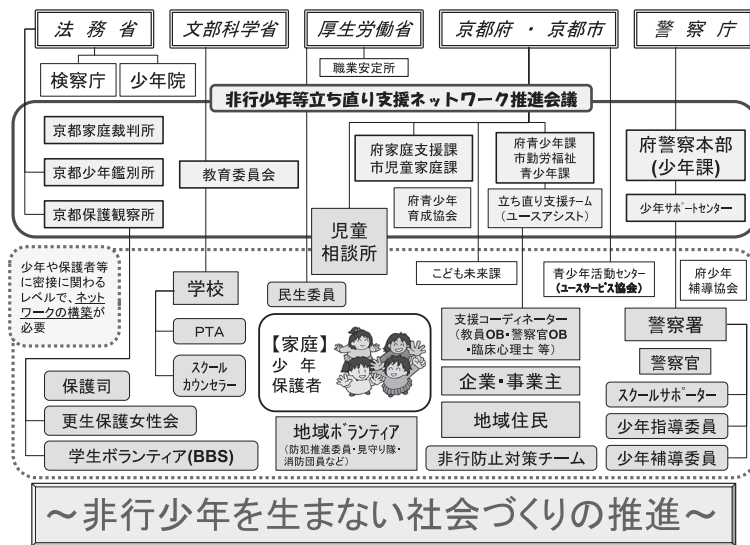 法務省
文部科学省
厚生労働省
京都府・京都市
警察庁
検察庁
少年院
職業安定所
非行少年等立ち直り支援ネットワーク推進会議
京都家庭裁判所
京都少年鑑別所
京都保護観察所
教育委員会
府家庭支援課
市児童家庭課
府青少年課
市勤労福祉
青少年課
府警察本部
(少年課)
府青少年
育成協会
立ち直り支援チーム
(ユースアシスト)
少年サポートセンター
児童
相談所
こども未来課
青少年活動センター
(ユースサービス協会)
府少年
補導協会
少年や保護者等
に密接に関わる
レベルで、ネット
ワークの構築が
必要
学校
民生委員
PTA
スクール
カウンセラー
【家庭】
少年
保護者
支援コーディネーター
(教員OB・警察官OB
・臨床心理士 等)
警察署
警察官
企業・事業主
地域住民
保護司
更生保護女性会
学生ボランティア(BBS)
地域ボランティア
(防犯推進委員・見守り隊・
消防団員など)
非行防止対策チーム
スクールサポーター
少年指導委員
少年補導委員
～非行少年を生まない社会づくりの推進～